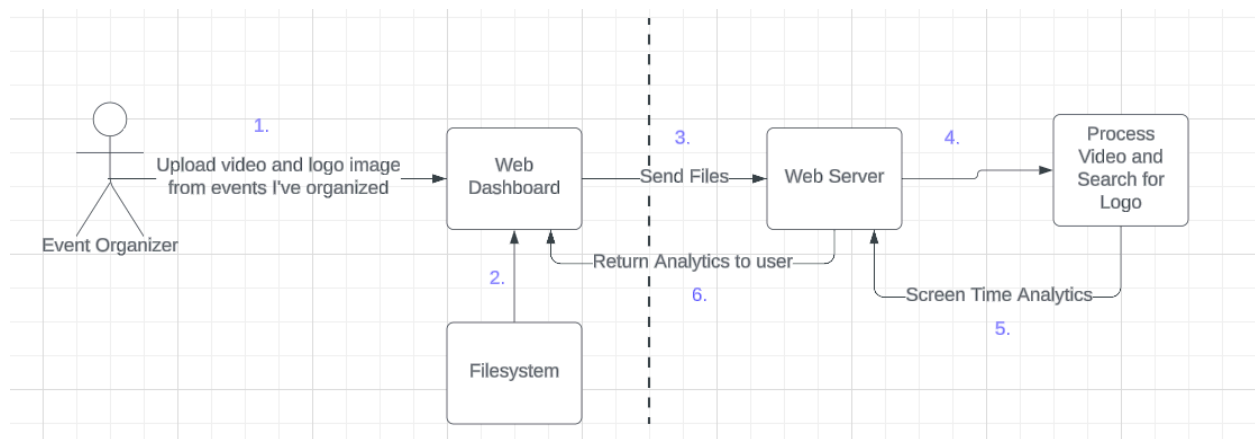 1.
Upload video and logo image
from events I've organized
Event Organizer
Web
Dashboard
2.
Filesystem
3.
Send Files
Web Server
4.
Process
Video and
Search for
Logo
Screen Time Analytics
5.
Return Analytics to user
6.